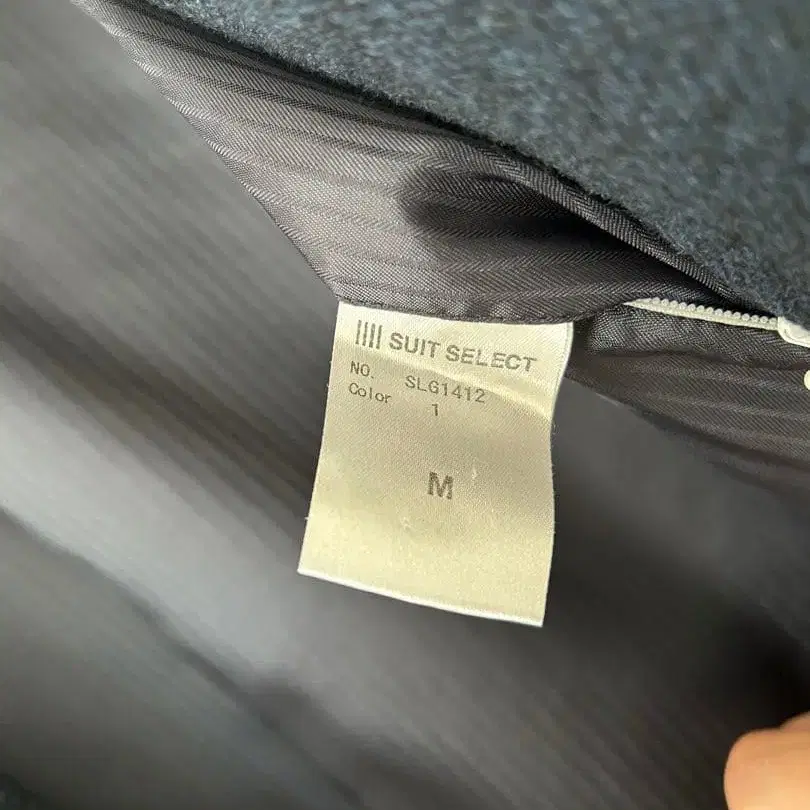 SUIT SELECT
NO. SLG1412
Color 1
M